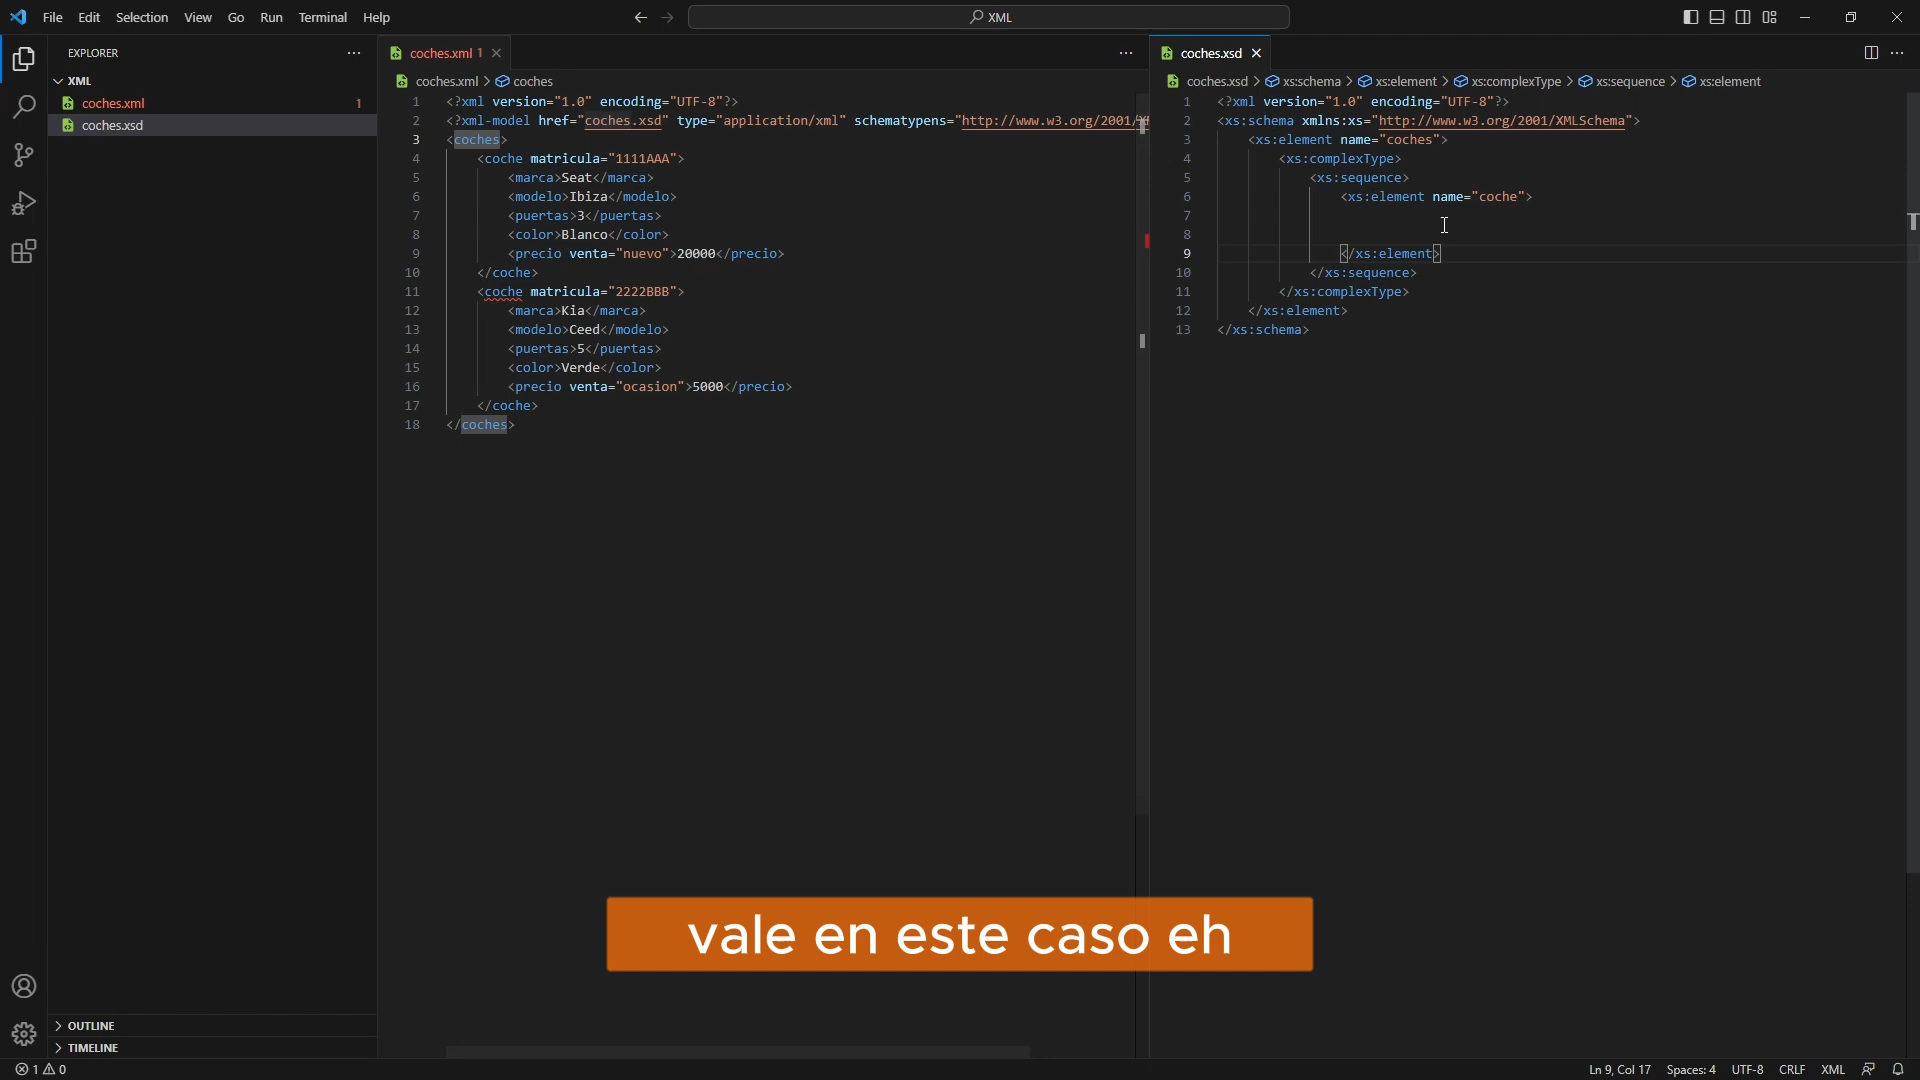 File Edit Selection View Go Run Terminal Help
XML
EXPLORER
XML
coches.xml 1
coches.xsd
OUTLINE
TIMELINE
coches.xml 1
coches.xml > coches
1 <?xml version="1.0" encoding="UTF-8"?>
2 <?xml-model href="coches.xsd" type="application/xml" schematypens="http://www.w3.org/2001/
3 <coches>
4 <coche matricula="1111AAA">
5 <marca>Seat</marca>
6 <modelo>Ibiza</modelo>
7 <puertas>3</puertas>
8 <color>Blanco</color>
9 <precio venta="nuevo">20000</precio>
10 </coche>
11 <coche matricula="2222BBB">
12 <marca>Kia</marca>
13 <modelo>Ceed</modelo>
14 <puertas>5</puertas>
15 <color>Verde</color>
16 <precio venta="ocasion">5000</precio>
17 </coche>
18 </coches>
coches.xsd
coches.xsd > xs:schema > xs:element > xs:complexType > xs:sequence > xs:element
1 <?xml version="1.0" encoding="UTF-8"?>
2 <xs:schema xmlns:xs="http://www.w3.org/2001/XMLSchema">
3 <xs:element name="coches">
4 <xs:complexType>
5 <xs:sequence>
6 <xs:element name="coche">
7
8
9 </xs:element>
10 </xs:sequence>
11 </xs:complexType>
12 </xs:element>
13 </xs:schema>
vale en este caso eh
1 0
Ln 9, Col 17 Spaces: 4 UTF-8 CRLF XML